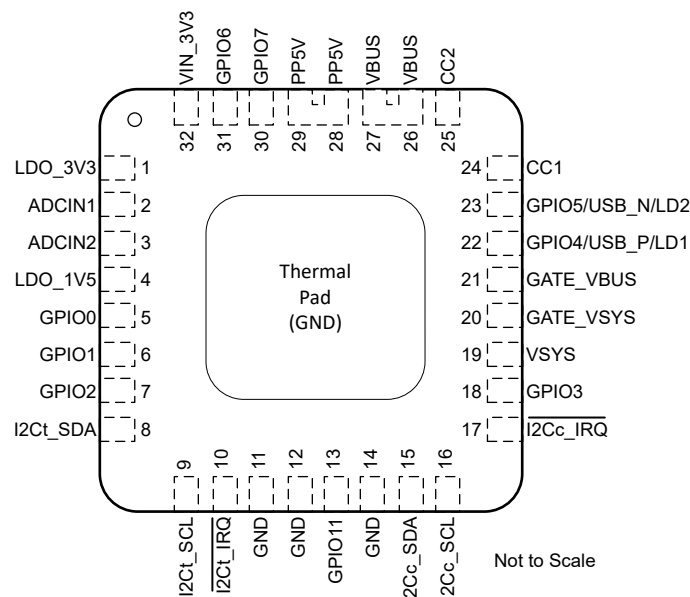 VIN_3V3
GPIO6
GPIO7
PP5V
PP5V
VBUS
VBUS
CC2
32
31
30
29
28
27
26
25
LDO_3V3 1
ADCIN1 2
ADCIN2 3
LDO_1V5 4
GPIO0 5
GPIO1 6
GPIO2 7
I2Ct_SDA 8
Thermal
Pad
(GND)
24 CC1
23 GPIO5/USB_N/LD2
22 GPIO4/USB_P/LD1
21 GATE_VBUS
20 GATE_VSYS
19 VSYS
18 GPIO3
17 I2Cc_IRQ
9
10
11
12
13
14
15
16
I2Ct_SCL
I2Ct_IRQ
GND
GND
GPIO11
GND
2Cc_SDA
2Cc_SCL
Not to Scale